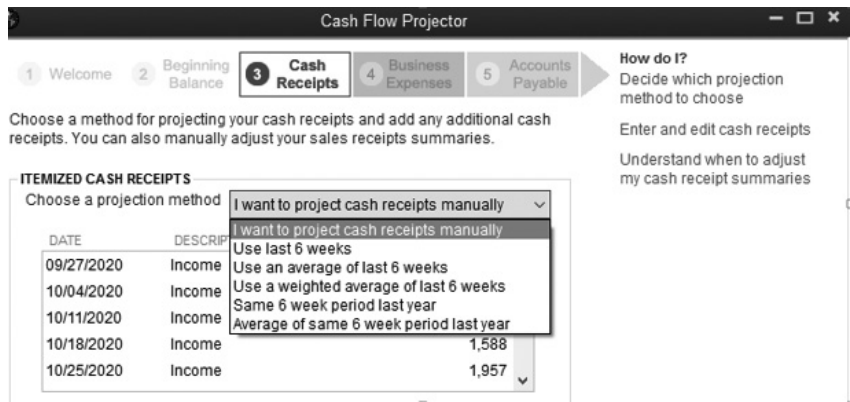 Cash Flow Projector
1 Welcome 2 Beginning Balance 3 Cash Receipts 4 Business Expenses 5 Accounts Payable
Choose a method for projecting your cash receipts and add any additional cash
receipts. You can also manually adjust your sales receipts summaries.
ITEMIZED CASH RECEIPTS
Choose a projection method I want to project cash receipts manually
I want to project cash receipts manually
Use last 6 weeks
Use an average of last 6 weeks
Use a weighted average of last 6 weeks
Same 6 week period last year
Average of same 6 week period last year
DATE DESCRIP
09/27/2020 Income
10/04/2020 Income
10/11/2020 Income
10/18/2020 Income 1,588
10/25/2020 Income 1,957
How do I?
Decide which projection
method to choose
Enter and edit cash receipts
Understand when to adjust
my cash receipt summaries